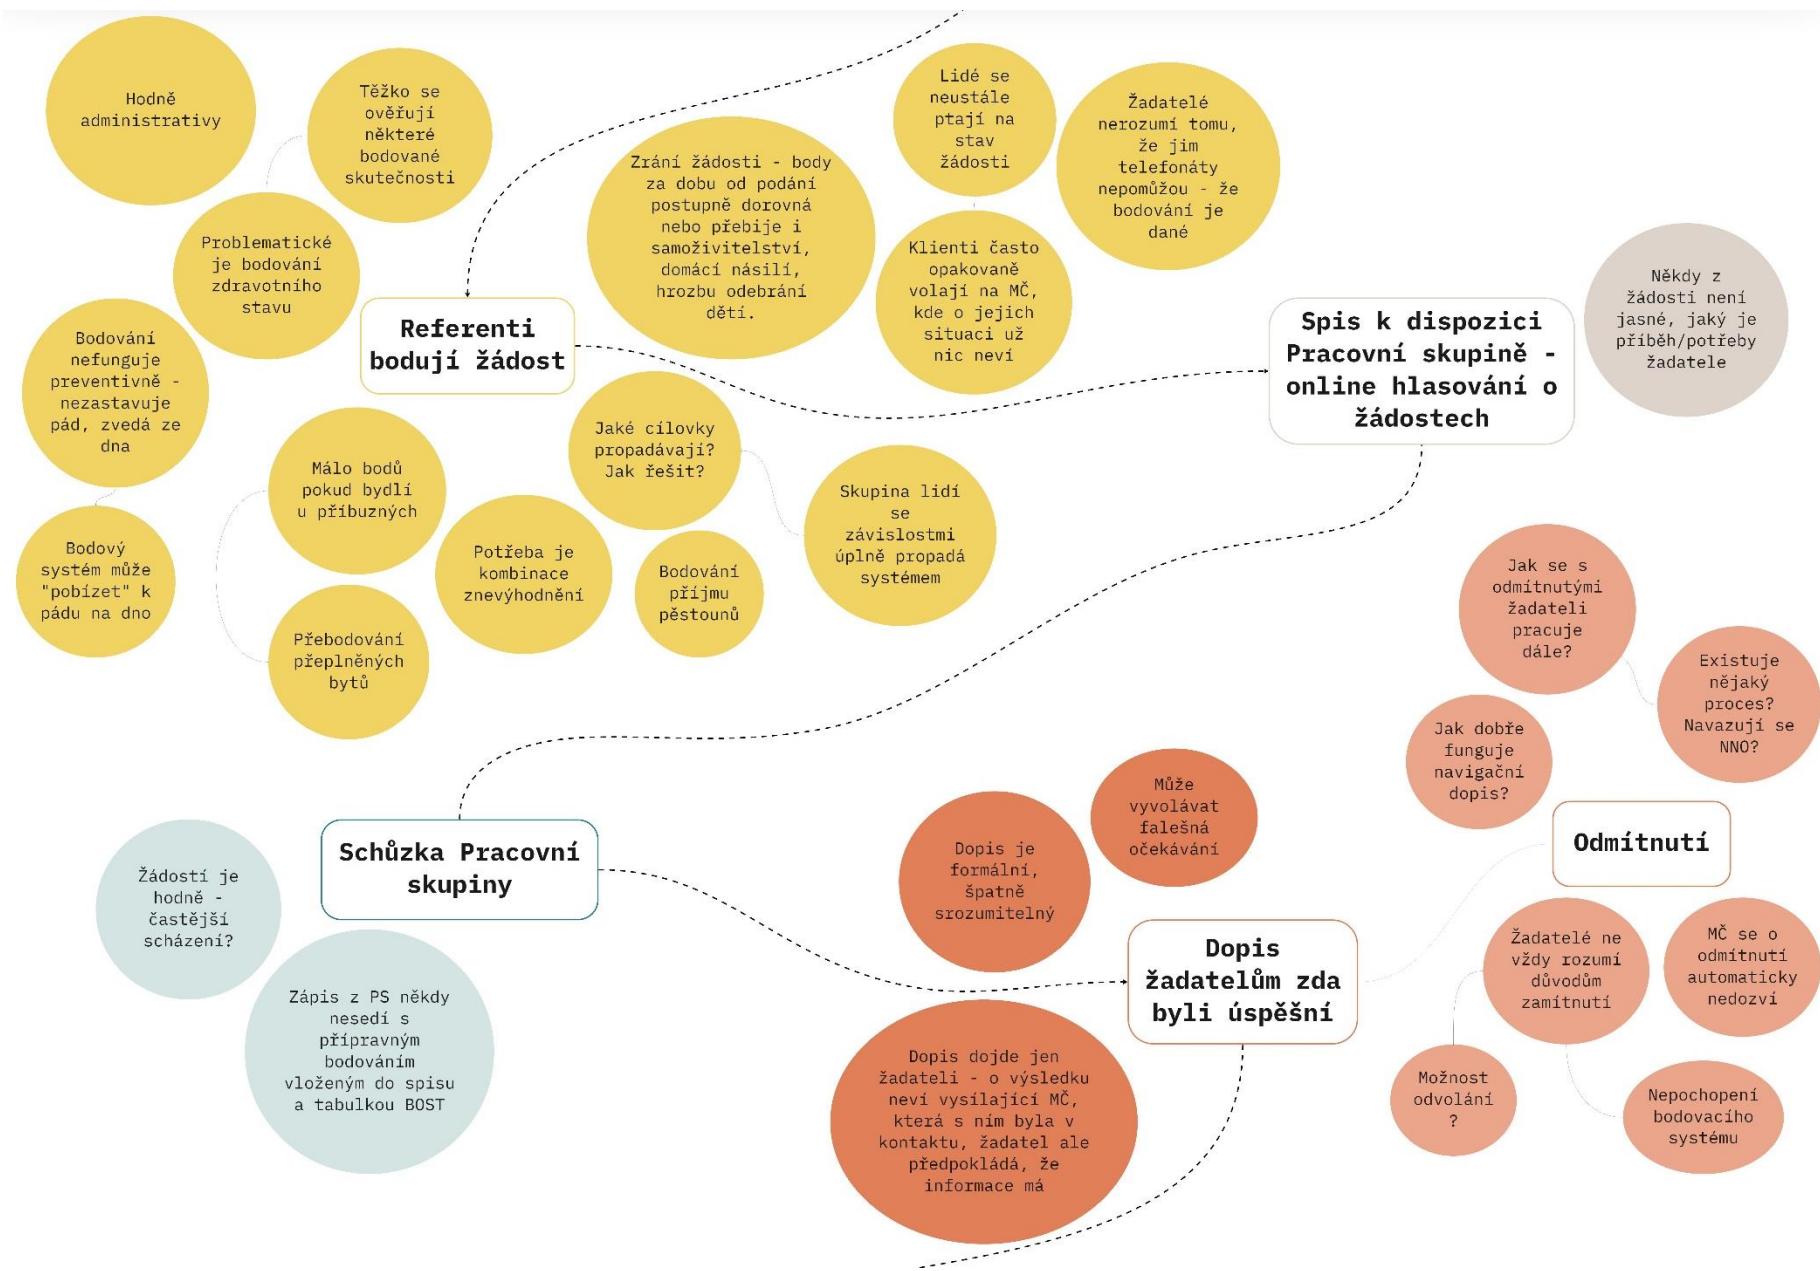 Hodně
administrativy
Těžko se
ověřují
některé
bodované
skutečnosti
Problematické
je bodování
zdravotního
stavu
Bodování
nefunguje
preventivně -
nezastavuje
pád, zvedá ze
dna
Bodový
systém může
"pobízet" k
pádu na dno
Málo bodů
pokud bydlí
u příbuzných
Přebodování
přeplněných
bytů
Referenti
bodují žádost
Zrání žádosti - body
za dobu od podání
postupně dorovná
nebo přebije i
samoživitelství,
domácí násilí,
hrozbu odebrání
dětí.
Lidé se
neustále
ptají na
stav
žádosti
Žadatelé
nerozumí tomu,
že jim
telefonáty
nepomůžou - že
bodování je
dané
Klienti často
opakovaně
volají na MČ,
kde o jejich
situaci už
nic neví
Jaké cílovky
propadávají?
Jak řešit?
Skupina lidí
se
závislostmi
úplně propadá
systémem
Potřeba je
kombinace
znevýhodnění
Bodování
příjmu
pěstounů
Spis k dispozici
Pracovní skupině -
online hlasování o
žádostech
Někdy z
žádosti není
jasné, jaký je
příběh/potřeby
žadatele
Schůzka Pracovní
skupiny
Žádostí je
hodně -
častější
scházení?
Zápis z PS někdy
nesedí s
přípravným
bodováním
vloženým do spisu
a tabulkou BOST
Dopis je
formální,
špatně
srozumitelný
Může
vyvolávat
falešná
očekávání
Dopis
žadatelům zda
byli úspěšní
Dopis dojde jen
žadateli - o výsledku
neví vysílající MČ,
která s ním byla v
kontaktu, žadatel ale
předpokládá, že
informace má
Jak se s
odmítnutými
žadateli
pracuje
dále?
Existuje
nějaký
proces?
Navazují se
NNO?
Jak dobře
funguje
navigační
dopis?
Odmítnutí
Žadatelé ne
vždy rozumí
důvodům
zamítnutí
MČ se o
odmítnutí
automaticky
nedozví
Možnost
odvolání
?
Nepochopení
bodovacího
systému